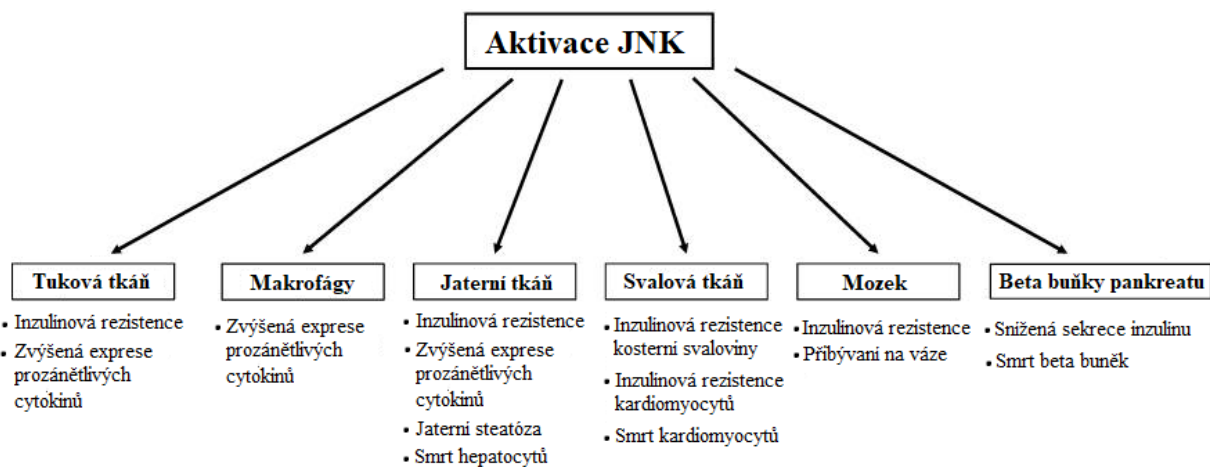 Aktivace JNK
Tuková tkáň
• Inzulinová rezistence
• Zvýšená exprese
prozánětlivých
cytokinů
Makrofágy
• Zvýšená exprese
prozánětlivých
cytokinů
Jaterní tkáň
• Inzulinová rezistence
• Zvýšená exprese
prozánětlivých
cytokinů
• Jaterní steatóza
• Smrt hepatocytů
Svalová tkáň
• Inzulinová rezistence
kosterní svaloviny
• Inzulinová rezistence
kardiomyocytů
• Smrt kardiomyocytů
Mozek
• Inzulinová rezistence
• Přibývaní na váze
Beta buňky pankreatu
• Snížená sekrece inzulinu
• Smrt beta buněk